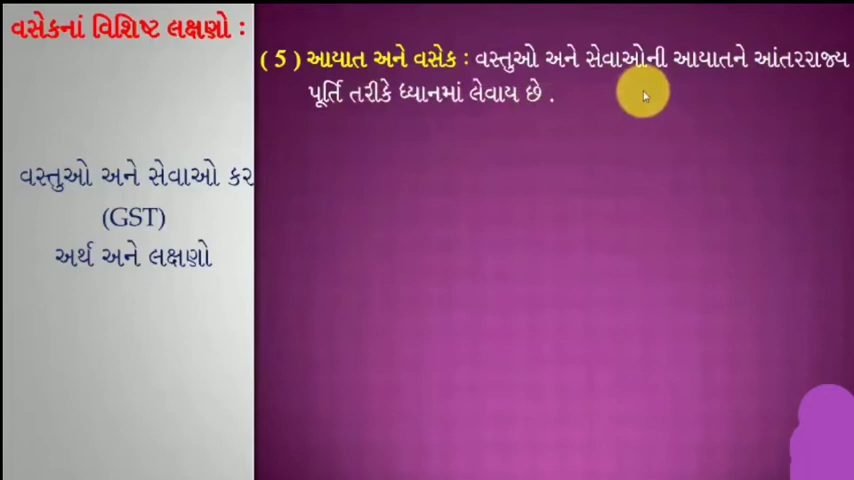 વસેકનાં વિશિષ્ટ લક્ષણો :
( 5 ) આયાત અને વસેક : વસ્તુઓ અને સેવાઓની આયાતને આંતરરાજ્ય
પૂર્તિ તરીકે ધ્યાનમાં લેવાય છે .
વસ્તુઓ અને સેવાઓ કર
(GST)
અર્થ અને લક્ષણો